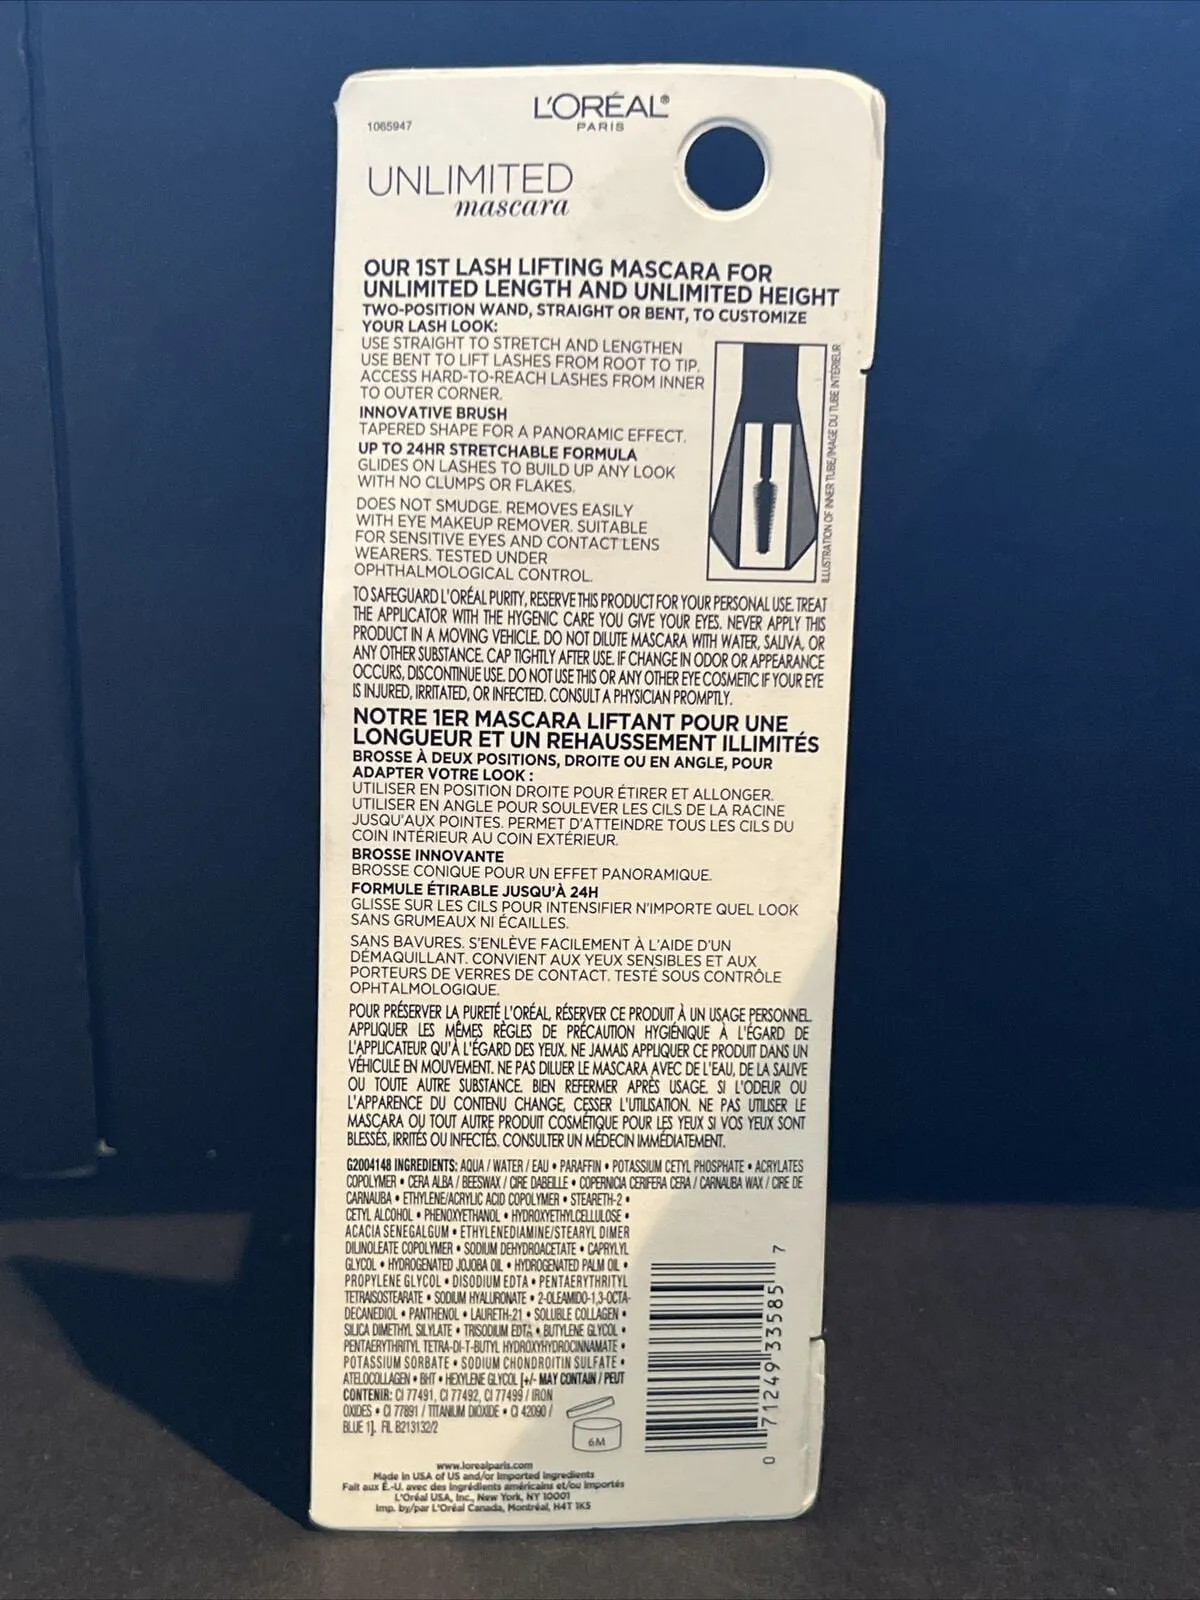 L'ORÉAL®
PARIS
1065947
UNLIMITED
mascara
OUR 1ST LASH LIFTING MASCARA FOR
UNLIMITED LENGTH AND UNLIMITED HEIGHT
TWO-POSITION WAND, STRAIGHT OR BENT, TO CUSTOMIZE
YOUR LASH LOOK:
USE STRAIGHT TO STRETCH AND LENGTHEN
USE BENT TO LIFT LASHES FROM ROOT TO TIP.
ACCESS HARD-TO-REACH LASHES FROM INNER
TO OUTER CORNER.
INNOVATIVE BRUSH
TAPERED SHAPE FOR A PANORAMIC EFFECT.
UP TO 24HR STRETCHABLE FORMULA
GLIDES ON LASHES TO BUILD UP ANY LOOK
WITH NO CLUMPS OR FLAKES.
DOES NOT SMUDGE. REMOVES EASILY
WITH EYE MAKEUP REMOVER. SUITABLE
FOR SENSITIVE EYES AND CONTACT LENS
WEARERS. TESTED UNDER
OPHTHALMOLOGICAL CONTROL.
ILLUSTRATION OF INNER TUBE/IMAGE DU TUBE INTÉRIEUR
TO SAFEGUARD L'ORÉAL PURITY, RESERVE THIS PRODUCT FOR YOUR PERSONAL USE. TREAT
THE APPLICATOR WITH THE HYGENIC CARE YOU GIVE YOUR EYES. NEVER APPLY THIS
PRODUCT IN A MOVING VEHICLE. DO NOT DILUTE MASCARA WITH WATER, SALIVA, OR
ANY OTHER SUBSTANCE. CAP TIGHTLY AFTER USE. IF CHANGE IN ODOR OR APPEARANCE
OCCURS, DISCONTINUE USE. DO NOT USE THIS OR ANY OTHER EYE COSMETIC IF YOUR EYE
IS INJURED, IRRITATED, OR INFECTED. CONSULT A PHYSICIAN PROMPTLY.
NOTRE 1ER MASCARA LIFTANT POUR UNE
LONGUEUR ET UN REHAUSSEMENT ILLIMITÉS
BROSSE À DEUX POSITIONS, DROITE OU EN ANGLE, POUR
ADAPTER VOTRE LOOK :
UTILISER EN POSITION DROITE POUR ÉTIRER ET ALLONGER.
UTILISER EN ANGLE POUR SOULEVER LES CILS DE LA RACINE
JUSQU'AUX POINTES. PERMET D'ATTEINDRE TOUS LES CILS DU
COIN INTÉRIEUR AU COIN EXTÉRIEUR.
BROSSE INNOVANTE
BROSSE CONIQUE POUR UN EFFET PANORAMIQUE.
FORMULE ÉTIRABLE JUSQU'À 24H
GLISSE SUR LES CILS POUR INTENSIFIER N'IMPORTE QUEL LOOK
SANS GRUMEAUX NI ÉCAILLES.
SANS BAVURES. S'ENLÈVE FACILEMENT À L'AIDE D'UN
DÉMAQUILLANT. CONVIENT AUX YEUX SENSIBLES ET AUX
PORTEURS DE VERRES DE CONTACT. TESTÉ SOUS CONTRÔLE
OPHTALMOLOGIQUE.
POUR PRÉSERVER LA PURETÉ L'ORÉAL, RÉSERVER CE PRODUIT À UN USAGE PERSONNEL.
APPLIQUER LES MÊMES RÈGLES DE PRÉCAUTION HYGIÉNIQUE À L'ÉGARD DE
L'APPLICATEUR QU'À L'ÉGARD DES YEUX. NE JAMAIS APPLIQUER CE PRODUIT DANS UN
VÉHICULE EN MOUVEMENT. NE PAS DILUER LE MASCARA AVEC DE L'EAU, DE LA SALIVE
OU TOUTE AUTRE SUBSTANCE. BIEN REFERMER APRÈS USAGE. SI L'ODEUR OU
L'APPARENCE DU CONTENU CHANGE, CESSER L'UTILISATION. NE PAS UTILISER LE
MASCARA OU TOUT AUTRE PRODUIT COSMÉTIQUE POUR LES YEUX SI VOS YEUX SONT
BLESSÉS, IRRITÉS OU INFECTÉS. CONSULTER UN MÉDECIN IMMÉDIATEMENT.
G2004148 INGREDIENTS: AQUA / WATER / EAU • PARAFFIN • POTASSIUM CETYL PHOSPHATE • ACRYLATES
COPOLYMER • CERA ALBA / BEESWAX / CIRE DABEILLE • COPERNICIA CERIFERA CERA / CARNAUBA WAX / CIRE DE
CARNAUBA • ETHYLENE/ACRYLIC ACID COPOLYMER • STEARETH-2 •
CETYL ALCOHOL • PHENOXYETHANOL • HYDROXYETHYLCELLULOSE •
ACACIA SENEGALGUM • ETHYLENEDIAMINE/STEARYL DIMER
DILINOLEATE COPOLYMER • SODIUM DEHYDROACETATE • CAPRYLYL
GLYCOL • HYDROGENATED JOJOBA OIL • HYDROGENATED PALM OIL •
PROPYLENE GLYCOL • DISODIUM EDTA • PENTAERYTHRITYL
TETRAISOSTEARATE • SODIUM HYALURONATE • 2-OLEAMIDO-1,3-OCTA-
DECANEDIOL • PANTHENOL • LAURETH-21 • SOLUBLE COLLAGEN •
SILICA DIMETHYL SILYLATE • TRISODIUM EDTA • BUTYLENE GLYCOL •
PENTAERYTHRITYL TETRA-DI-T-BUTYL HYDROXYHYDROCINNAMATE •
POTASSIUM SORBATE • SODIUM CHONDROITIN SULFATE •
ATELOCOLLAGEN • BHT • HEXYLENE GLYCOL [+/- MAY CONTAIN / PEUT
CONTENIR: CI 77491, CI 77492, CI 77499 / IRON
OXIDES • CI 77891 / TITANIUM DIOXIDE • CI 42090 /
BLUE 1]. FIL B213132/2
6M
0 71249 33585 7
www.lorealparis.com
Made in USA of US and/or Imported Ingredients
Fait aux É.-U. avec des ingrédients américains et/ou importés
L'Oréal USA, Inc., New York, NY 10001
Imp. by/par L'Oréal Canada, Montréal, H4T 1K5